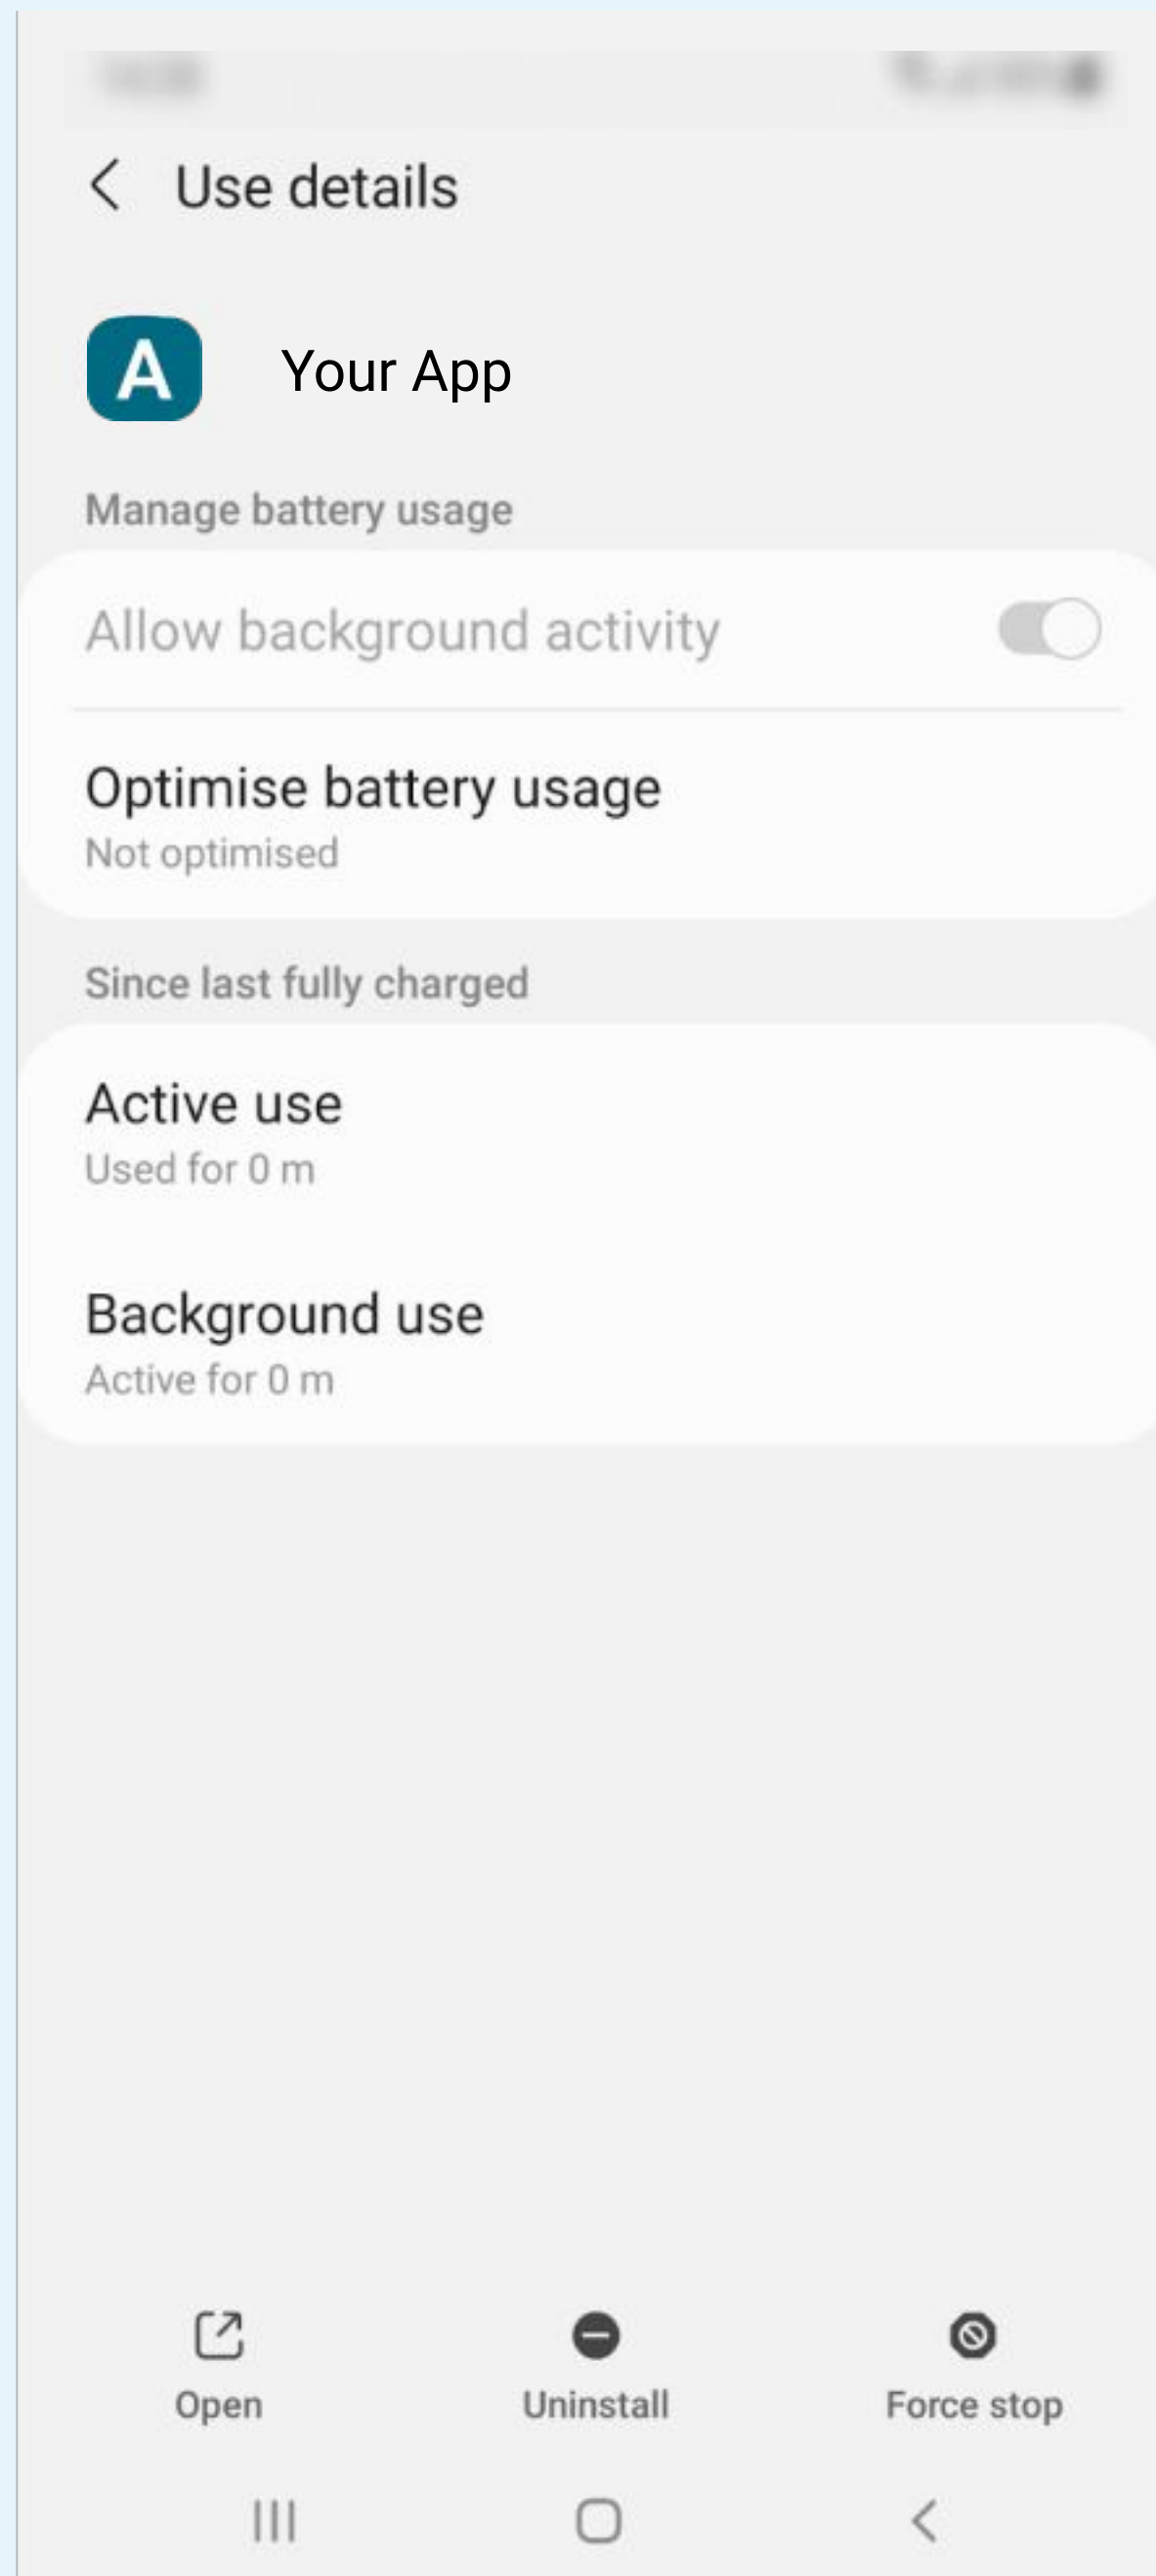 Use details
A
Your App
Manage battery usage
Allow background activity
Optimise battery usage
Not optimised
Since last fully charged
Active use
Used for 0 m
Background use
Active for 0 m
Open
Uninstall
Force stop